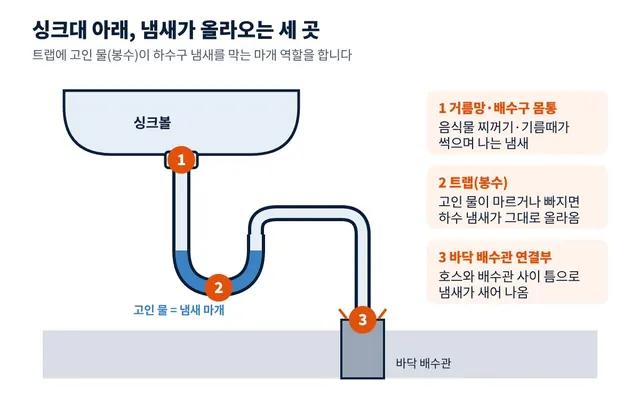 싱크대 아래, 냄새가 올라오는 세 곳
트랩에 고인 물(봉수)이 하수구 냄새를 막는 마개 역할을 합니다
싱크볼
1
2
고인 물 = 냄새 마개
3
바닥 배수관
1 거름망·배수구 몸통
음식물 찌꺼기·기름때가
썩으며 나는 냄새
2 트랩(봉수)
고인 물이 마르거나 빠지면
하수 냄새가 그대로 올라옴
3 바닥 배수관 연결부
호스와 배수관 사이 틈으로
냄새가 새어 나옴